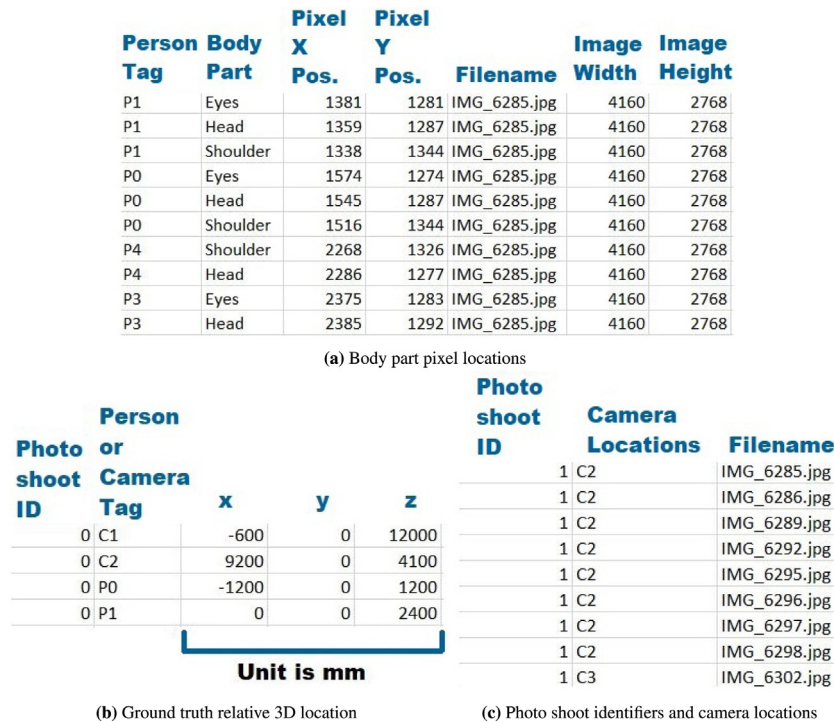 Person Tag Body Part Pixel X Pos. Pixel Y Pos. Filename Image Width Image Height
P1 Eyes 1381 1281 IMG_6285.jpg 4160 2768
P1 Head 1359 1287 IMG_6285.jpg 4160 2768
P1 Shoulder 1338 1344 IMG_6285.jpg 4160 2768
P0 Eyes 1574 1274 IMG_6285.jpg 4160 2768
P0 Head 1545 1287 IMG_6285.jpg 4160 2768
P0 Shoulder 1516 1344 IMG_6285.jpg 4160 2768
P4 Shoulder 2268 1326 IMG_6285.jpg 4160 2768
P4 Head 2286 1277 IMG_6285.jpg 4160 2768
P3 Eyes 2375 1283 IMG_6285.jpg 4160 2768
P3 Head 2385 1292 IMG_6285.jpg 4160 2768
(a) Body part pixel locations
Photo shoot ID Person or Camera Tag x y z
0 C1 -600 0 12000
0 C2 9200 0 4100
0 P0 -1200 0 1200
0 P1 0 0 2400
Unit is mm
(b) Ground truth relative 3D location
Photo shoot ID Camera Locations Filename
1 C2 IMG_6285.jpg
1 C2 IMG_6286.jpg
1 C2 IMG_6289.jpg
1 C2 IMG_6292.jpg
1 C2 IMG_6295.jpg
1 C2 IMG_6296.jpg
1 C2 IMG_6297.jpg
1 C2 IMG_6298.jpg
1 C3 IMG_6302.jpg
(c) Photo shoot identifiers and camera locations